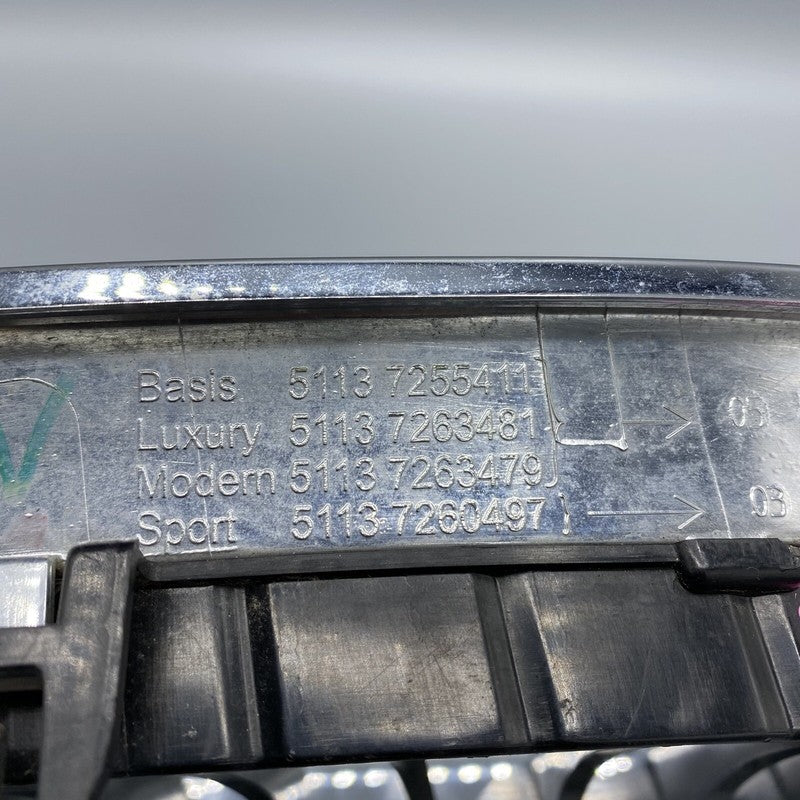 Basis 5113 7255411
Luxury 5113 7263481 03
Modern 5113 7263479
Sport 5113 7260497 03